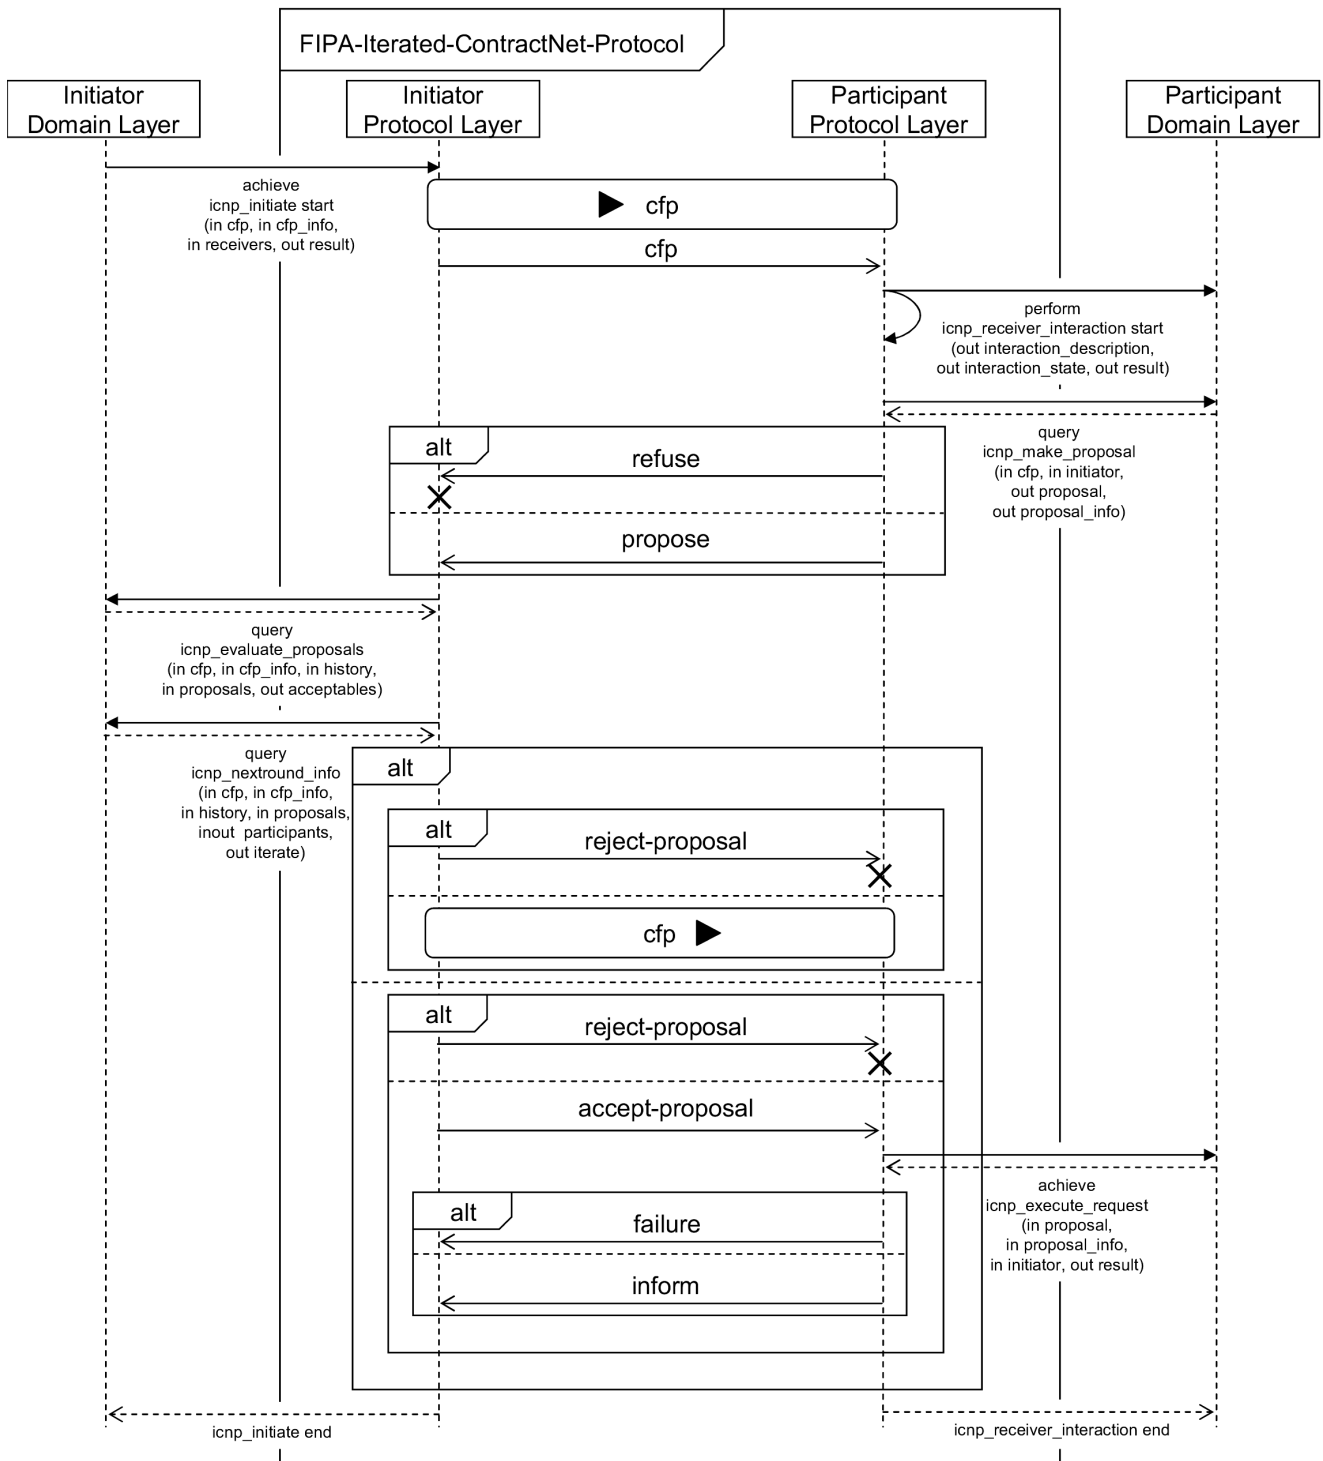 FIPA-Iterated-ContractNet-Protocol
Initiator
Domain Layer
Initiator
Protocol Layer
Participant
Protocol Layer
Participant
Domain Layer
achieve
icnp_initiate start
(in cfp, in cfp_info,
in receivers, out result)
cfp
cfp
perform
icnp_receiver_interaction start
(out interaction_description,
out interaction_state, out result)
query
icnp_make_proposal
(in cfp, in initiator,
out proposal,
out proposal_info)
alt
refuse
propose
query
icnp_evaluate_proposals
(in cfp, in cfp_info, in history,
in proposals, out acceptables)
query
icnp_nextround_info
(in cfp, in cfp_info,
in history, in proposals,
inout participants,
out iterate)
alt
alt
reject-proposal
cfp
alt
reject-proposal
accept-proposal
achieve
icnp_execute_request
(in proposal,
in proposal_info,
in initiator, out result)
alt
failure
inform
icnp_initiate end
icnp_receiver_interaction end